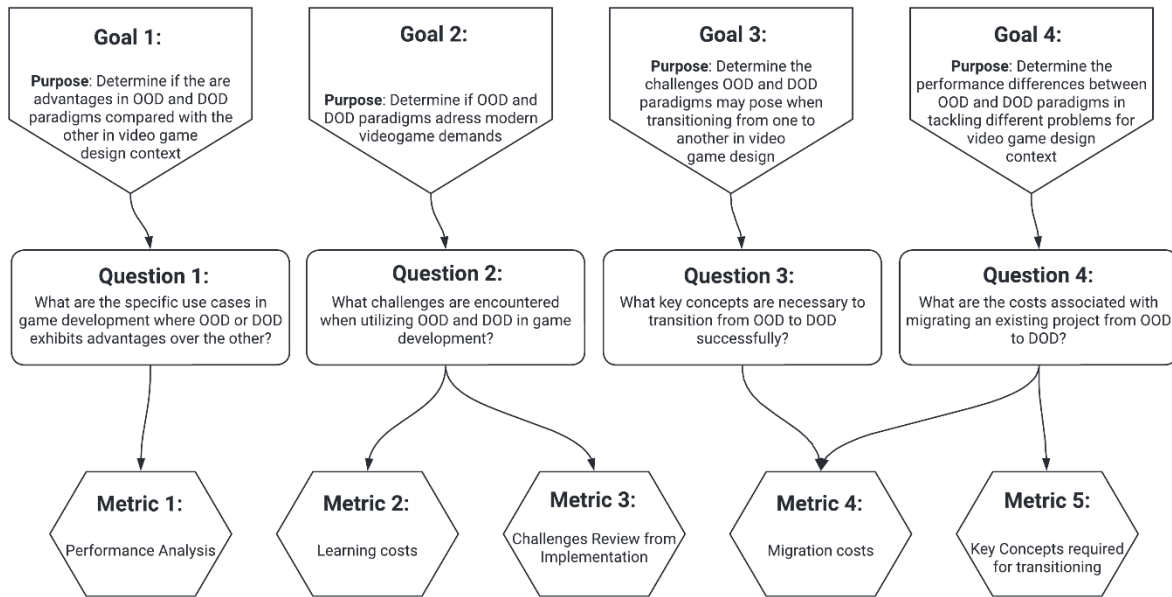 Goal 1:
Purpose: Determine if the are
advantages in OOD and DOD
paradigms compared with the
other in video game
design context
Goal 2:
Purpose: Determine if OOD and
DOD paradigms adress modern
videogame demands
Goal 3:
Purpose: Determine the
challenges OOD and DOD
paradigms may pose when
transitioning from one to
another in video
game design
Goal 4:
Purpose: Determine the
performance differences between
OOD and DOD paradigms in
tackling different problems for
video game design
context
Question 1:
What are the specific use cases in
game development where OOD or DOD
exhibits advantages over the other?
Question 2:
What challenges are encountered
when utilizing OOD and DOD in game
development?
Question 3:
What key concepts are necessary to
transition from OOD to DOD
successfully?
Question 4:
What are the costs associated with
migrating an existing project from OOD
to DOD?
Metric 1:
Performance Analysis
Metric 2:
Learning costs
Metric 3:
Challenges Review from
Implementation
Metric 4:
Migration costs
Metric 5:
Key Concepts required
for transitioning